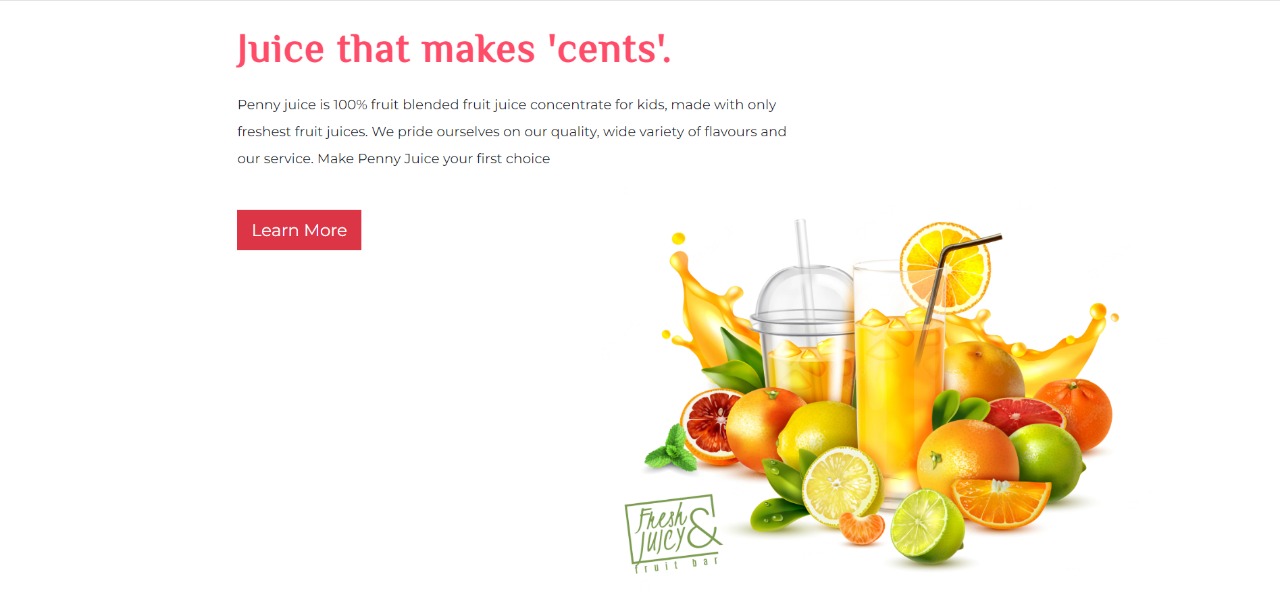 Juice that makes 'cents'.
Penny juice is 100% fruit blended fruit juice concentrate for kids, made with only
freshest fruit juices. We pride ourselves on our quality, wide variety of flavours and
our service. Make Penny Juice your first choice
Learn More
Fresh &
JUICY
fruit bar